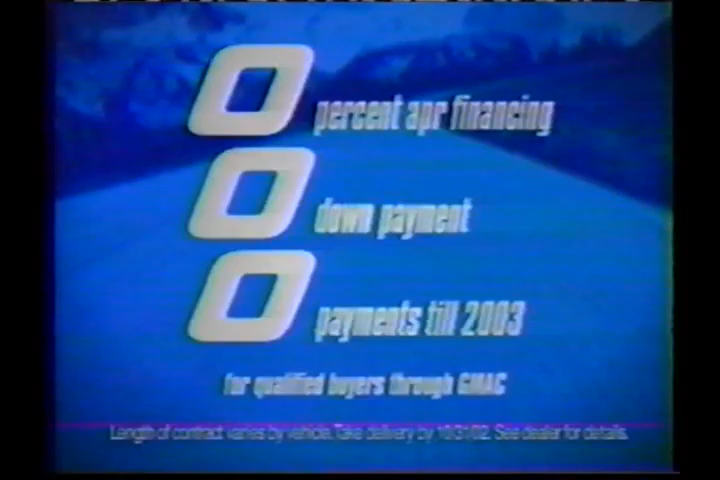 0 percent apr financing
0 down payment
0 payments till 2003
for qualified buyers through GMAC
Length of contract varies by vehicle. Take delivery by 10/31/02. See dealer for details.